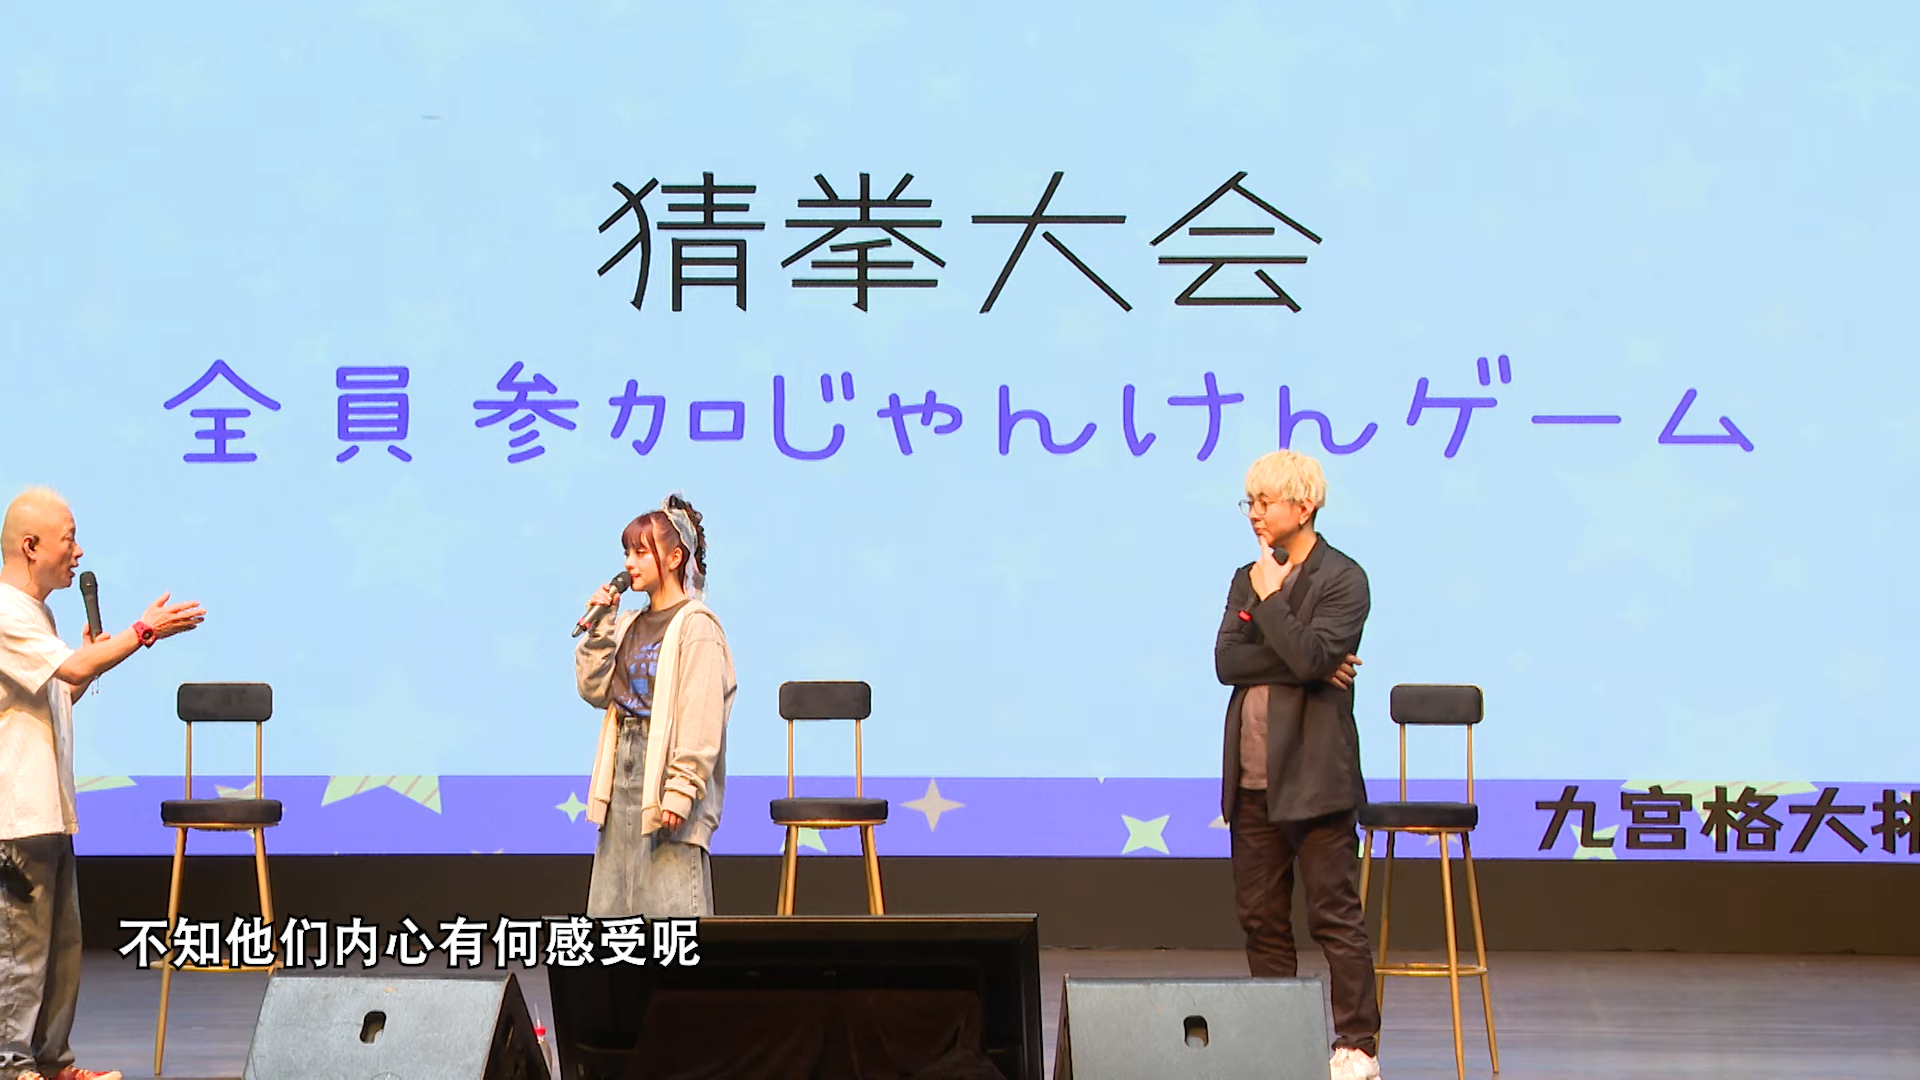 猜拳大会
全員参加じゃんけんゲーム
九宫格大挑
不知他们内心有何感受呢